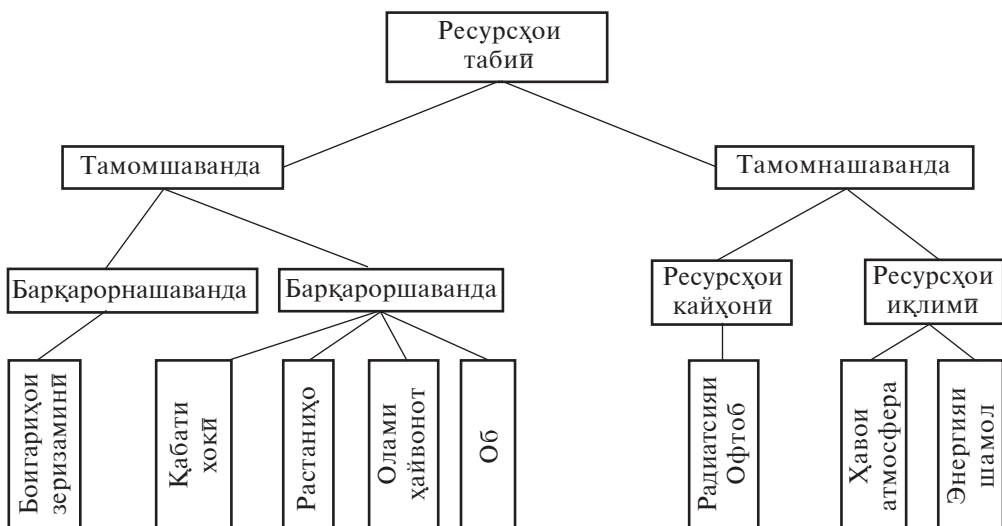 Ресурсҳои
табиӣ
Тамомшаванда
Тамомнашаванда
Барқарорнашаванда
Барқароршаванда
Ресурсҳои
кайҳонӣ
Ресурсҳои
иқлимӣ
Боигариҳои
зеризаминӣ
Қабати
хокӣ
Растаниҳо
Олами
ҳайвонот
Об
Радиатсияи
Офтоб
Ҳавои
атмосфера
Энергияи
шамол